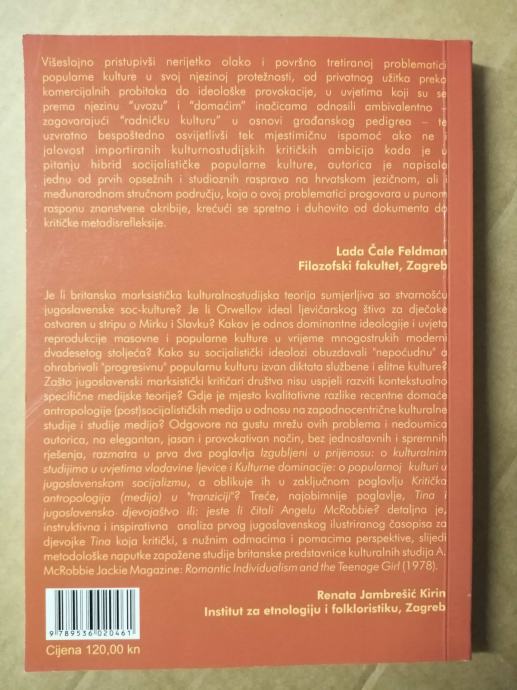 Višeslojno pristupivši nerijetko olako i površno tretiranoj problematici
popularne kulture u svoj njezinoj protežnosti, od privatnog užitka preko
komercijalnih probitaka do ideološke provokacije, u uvjetima koji su se
prema njezinu "uvozu" i "domaćim" inačicama odnosili ambivalentno -
zagovarajući "radničku kulturu" u osnovi građanskog pedigrea – te
uzvratno bespoštedno osvijetlivši tek mjestimičnu ispomoć ako ne i
jalovost importiranih kulturnostudijskih kritičkih ambicija kada je u
pitanju hibrid socijalističke popularne kulture, autorica je napisala
jednu od prvih opsežnih i studioznih rasprava na hrvatskom jezičnom, ali i
međunarodnom stručnom području, koja o ovoj problematici progovara u punom
rasponu znanstvene akribije, krećući se spretno i duhovito od dokumenta do
kritičke metadisrefleksije.
Lada Čale Feldman
Filozofski fakultet, Zagreb
Je li britanska marksistička kulturalnostudijska teorija sumjerljiva sa stvarnošću
jugoslavenske soc-kulture? Je li Orwellov ideal ljevičarskog štiva za dječake
ostvaren u stripu o Mirku i Slavku? Kakav je odnos dominantne ideologije i uvjeta
reprodukcije masovne i popularne kulture u vrijeme mnogostrukih moderni
dvadesetog stoljeća? Kako su socijalistički ideolozi obuzdavali "nepoćudnu" a
ohrabrivali "progresivnu" popularnu kulturu izvan diktata službene i elitne kulture?
Zašto jugoslavenski marksistički kritičari društva nisu uspjeli razviti kontekstualno
specifične medijske teorije? Gdje je mjesto kvalitativne razlike recentne domaće
antropologije (post)socijalističkih medija u odnosu na zapadnocentrične kulturalne
studije i studije medija? Odgovore na gustu mrežu ovih problema i nedoumica
autorica, na elegantan, jasan i provokativan način, bez jednostavnih i spremnih
rješenja, razmatra u prva dva poglavlja Izgubljeni u prijenosu: o kulturalnim
studijima u uvjetima vladavine ljevice i Kulturne dominacije: o popularnoj kulturi u
jugoslavenskom socijalizmu, a oblikuje ih u zaključnom poglavlju Kritička
antropologija (medija) u "tranziciji"? Treće, najobimnije poglavlje, Tina i
jugoslavensko djevojaštvo ili: jeste li čitali Angelu McRobbie? detaljna je,
instruktivna i inspirativna analiza prvog jugoslavenskog ilustriranog časopisa za
djevojke Tina koja kritički, s nužnim odmacima i pomacima perspektive, slijedi
metodološke naputke zapažene studije britanske predstavnice kulturalnih studija A.
McRobbie Jackie Magazine: Romantic Individualism and the Teenage Girl (1978).
Renata Jambrešić Kirin
Institut za etnologiju i folkloristiku, Zagreb
9 789536 020461
Cijena 120,00 kn